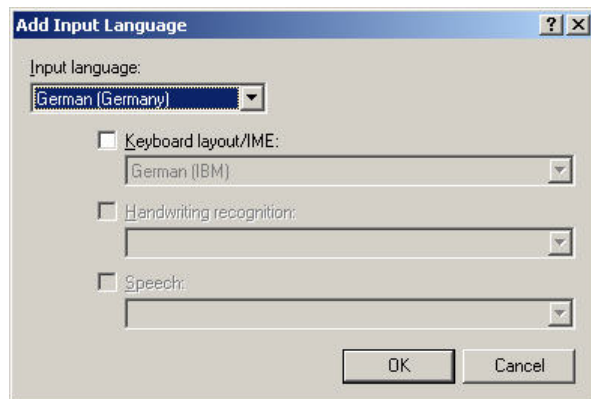 Add Input Language
Input language:
German (Germany)
Keyboard layout/IME:
German (IBM)
Handwriting recognition:
Speech:
OK Cancel